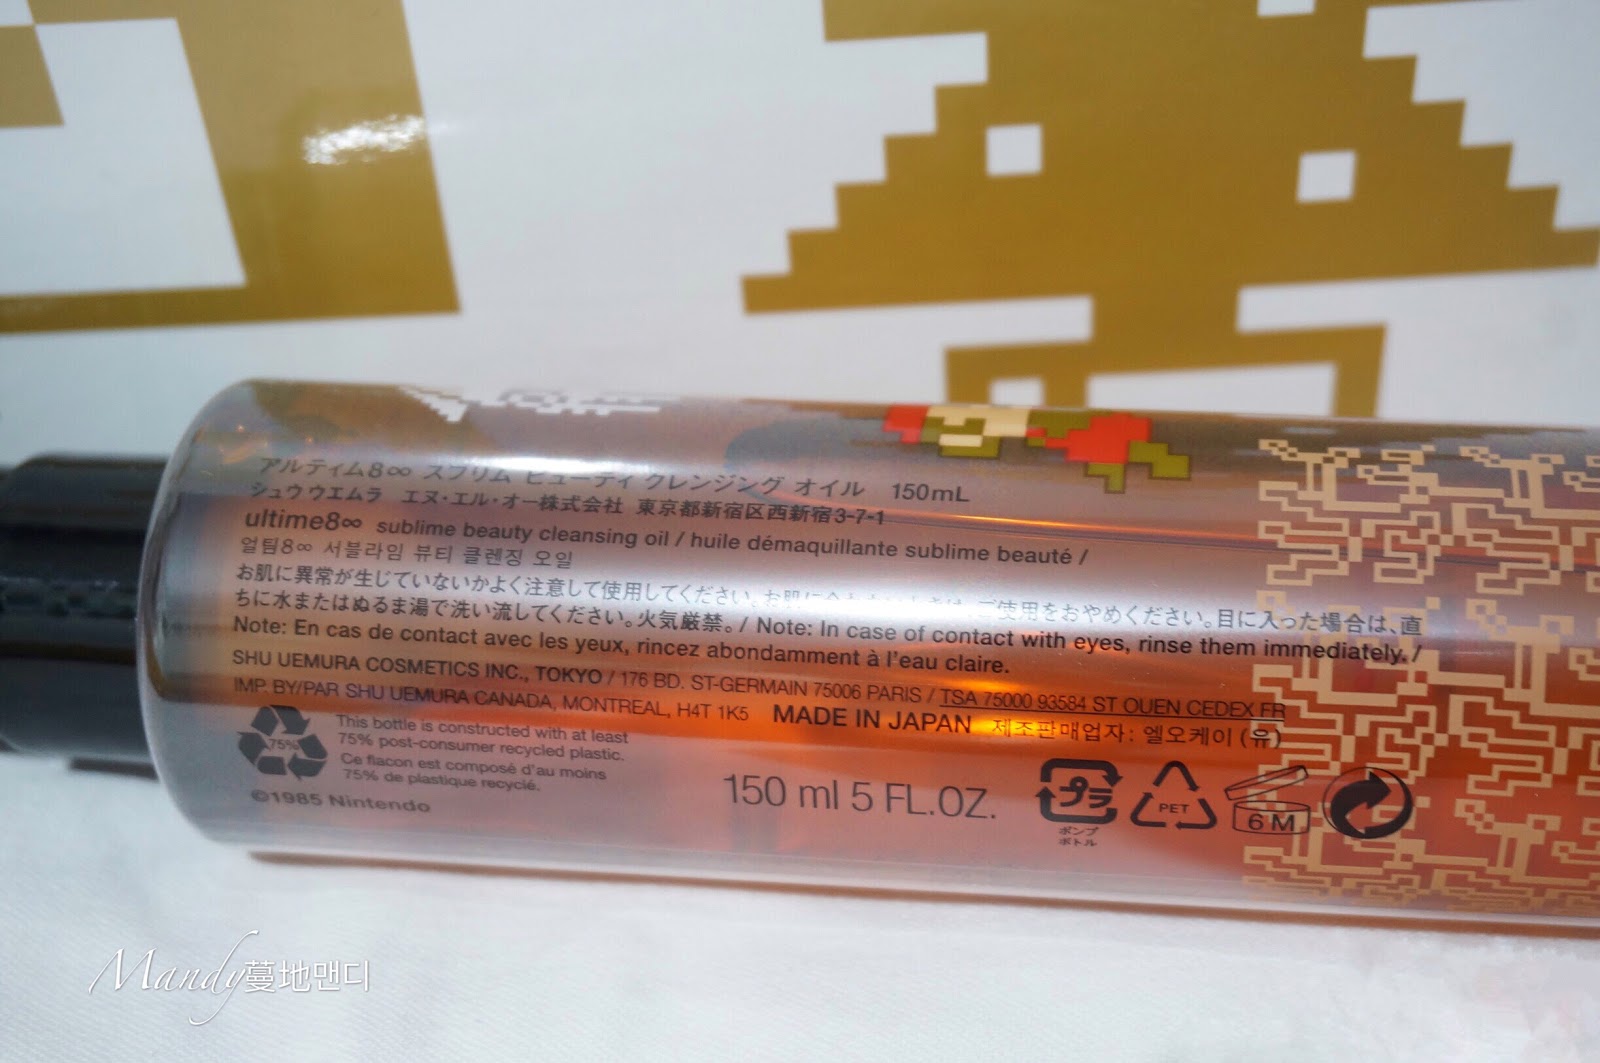 アルティム8∞ スブリム ビューティ クレンジング オイル 150mL
シュウ ウエムラ エヌ・エル・オー株式会社 東京都新宿区西新宿3-7-1
ultime8∞ sublime beauty cleansing oil / huile démaquillante sublime beauté /
얼팀8∞ 서블라임 뷰티 클렌징 오일
お肌に異常が生じていないかよく注意して使用してください。お肌に ご使用をおやめください。目に入った場合は、直
ちに水またはぬるま湯で洗い流してください。火気厳禁。/ Note: In case of contact with eyes, rinse them immediately. /
Note: En cas de contact avec les yeux, rincez abondamment à l'eau claire.
SHU UEMURA COSMETICS INC., TOKYO / 176 BD. ST-GERMAIN 75006 PARIS / TSA 75000 93584 ST OUEN CEDEX FR
IMP. BY/PAR SHU UEMURA CANADA, MONTREAL, H4T 1K5 MADE IN JAPAN 제조판매업자: 엘오케이 (유)
75%
This bottle is constructed with at least
75% post-consumer recycled plastic.
Ce flacon est composé d'au moins
75% de plastique recyclé.
©1985 Nintendo
150 ml 5 FL.OZ.
プラ
ポンプ
ボトル
PET
6 M
Mandy蔓地맨디